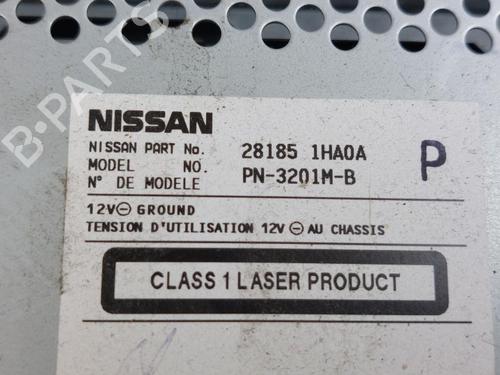 B-PARTS
NISSAN
NISSAN PART No. 28185 1HA0A
MODEL NO. PN-3201M-B
N° DE MODELE
P
12V⊖ GROUND
TENSION D'UTILISATION 12V ⊖ AU CHASSIS
CLASS 1 LASER PRODUCT